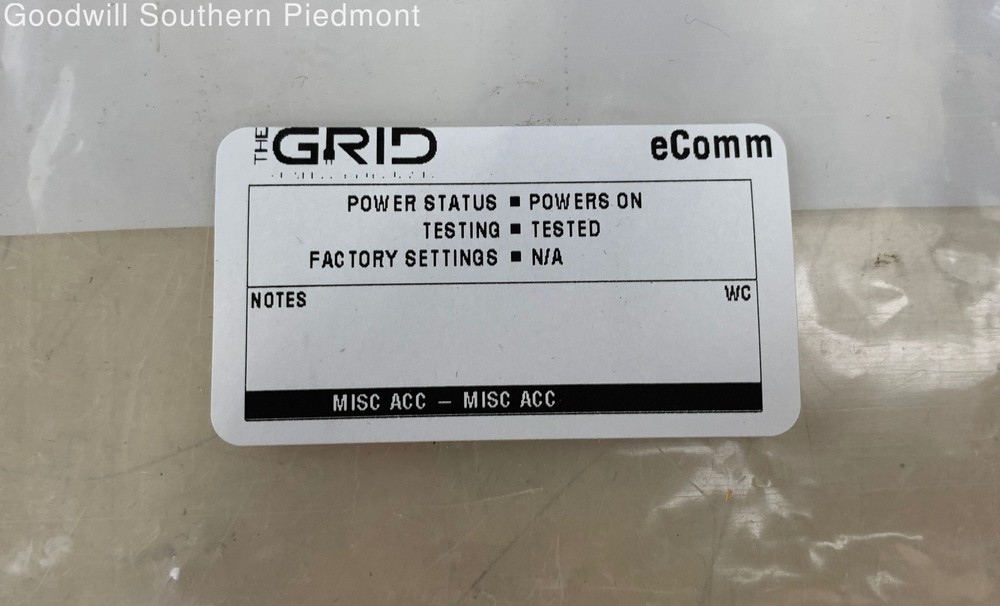 Goodwill Southern Piedmont
THE GRID
eComm
POWER STATUS ■ POWERS ON
TESTING ■ TESTED
FACTORY SETTINGS ■ N/A
NOTES WC
MISC ACC — MISC ACC